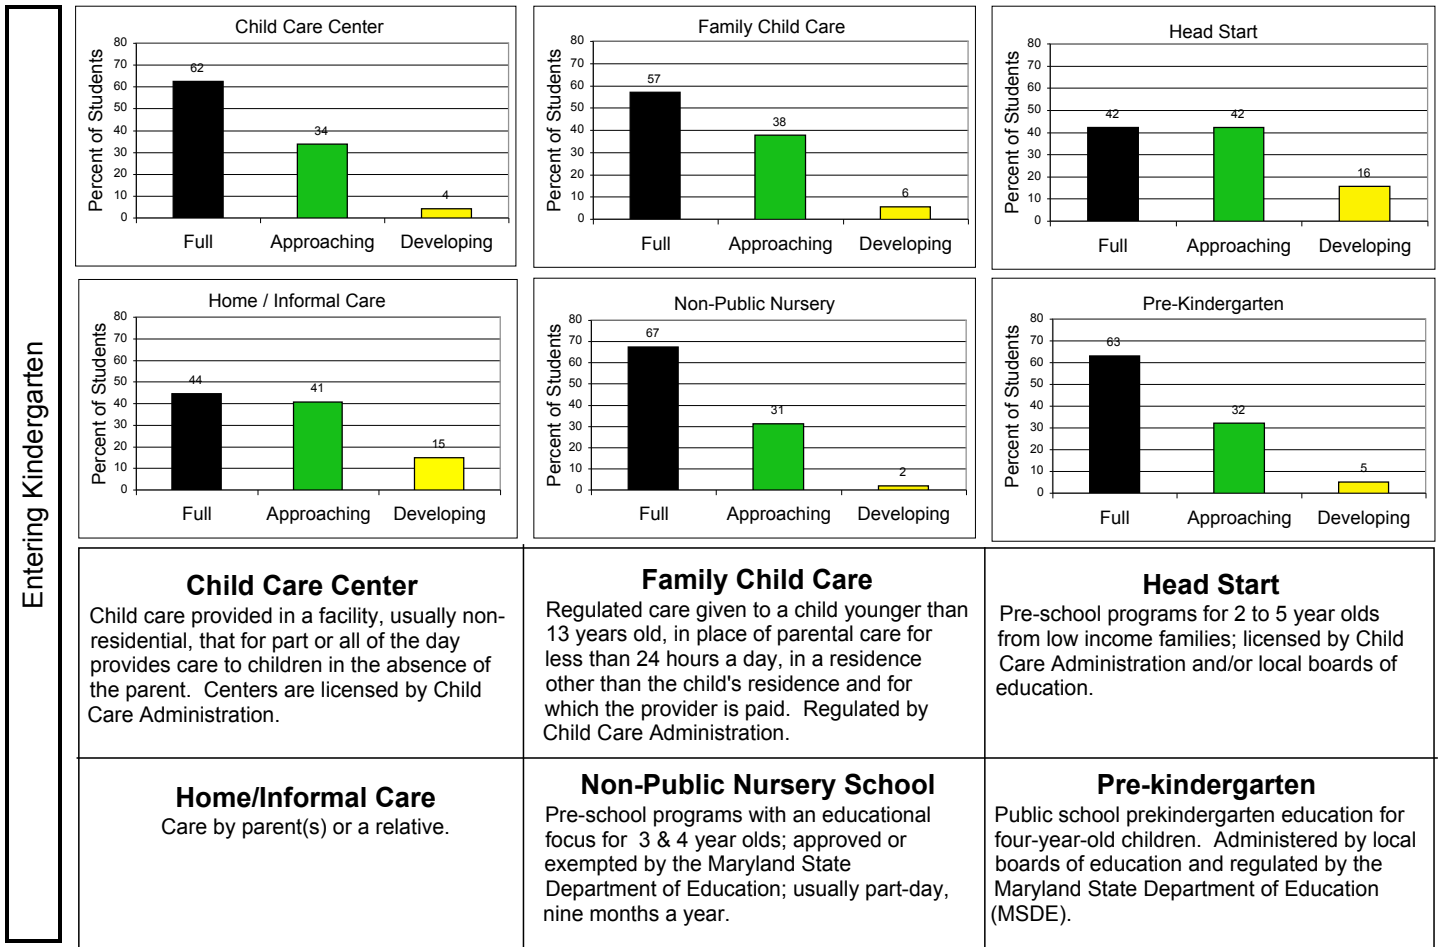 Entering Kindergarten
Child Care Center
Percent of Students
80
70
60
50
40
30
20
10
0
62
34
4
Full Approaching Developing
Family Child Care
Percent of Students
80
70
60
50
40
30
20
10
0
57
38
6
Full Approaching Developing
Head Start
Percent of Students
80
70
60
50
40
30
20
10
0
42
42
16
Full Approaching Developing
Home / Informal Care
Percent of Students
80
70
60
50
40
30
20
10
0
44
41
15
Full Approaching Developing
Non-Public Nursery
Percent of Students
80
70
60
50
40
30
20
10
0
67
31
2
Full Approaching Developing
Pre-Kindergarten
Percent of Students
80
70
60
50
40
30
20
10
0
63
32
5
Full Approaching Developing
Child Care Center
Child care provided in a facility, usually non-
residential, that for part or all of the day
provides care to children in the absence of
the parent. Centers are licensed by Child
Care Administration.
Family Child Care
Regulated care given to a child younger than
13 years old, in place of parental care for
less than 24 hours a day, in a residence
other than the child's residence and for
which the provider is paid. Regulated by
Child Care Administration.
Head Start
Pre-school programs for 2 to 5 year olds
from low income families; licensed by Child
Care Administration and/or local boards of
education.
Home/Informal Care
Care by parent(s) or a relative.
Non-Public Nursery School
Pre-school programs with an educational
focus for 3 & 4 year olds; approved or
exempted by the Maryland State
Department of Education; usually part-day,
nine months a year.
Pre-kindergarten
Public school prekindergarten education for
four-year-old children. Administered by local
boards of education and regulated by the
Maryland State Department of Education
(MSDE).